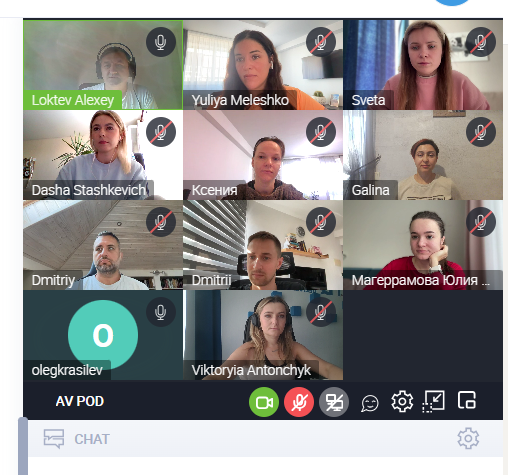 Loktev Alexey
Yuliya Meleshko
Sveta
Dasha Stashkevich
Ксения
Galina
Dmitriy
Dmitrii
Магеррамова Юлия ...
O
olegkrasilev
Viktoryia Antonchyk
AV POD
CHAT